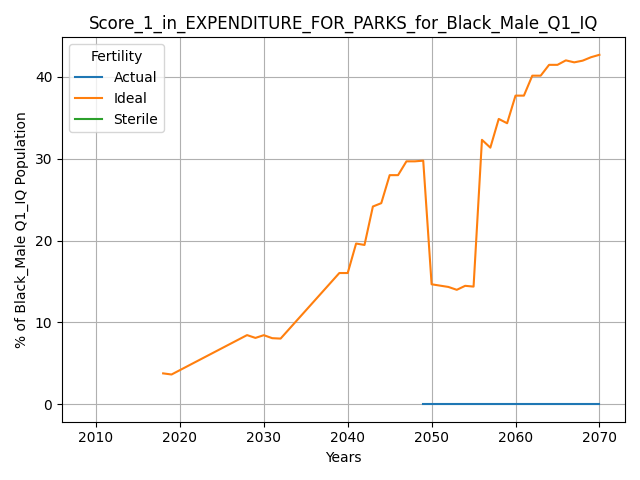 Score_1_in_EXPENDITURE_FOR_PARKS_for_Black_Male_Q1_IQ
Fertility
Actual
Ideal
Sterile
% of Black_Male Q1_IQ Population
40
30
20
10
0
2010 2020 2030 2040 2050 2060 2070
Years